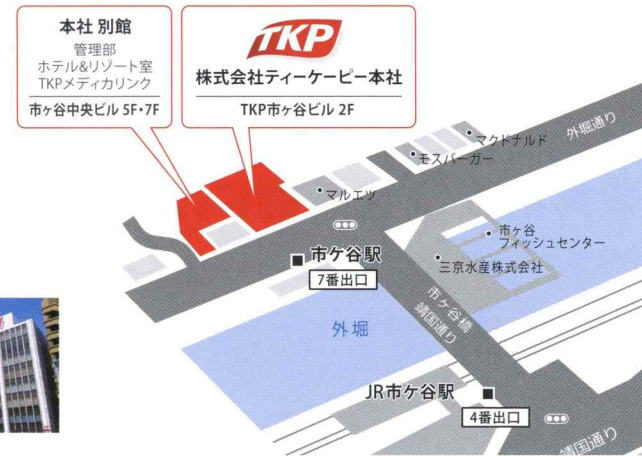 本社 別館
管理部
ホテル&リゾート室
TKPメディカリンク
市ヶ谷中央ビル 5F・7F
TKP
株式会社ティーケーピー本社
TKP市ヶ谷ビル 2F
外堀通り
マクドナルド
モスバーガー
マルエツ
市ケ谷駅
7番出口
市ヶ谷
フィッシュセンター
三京水産株式会社
市ケ谷橋
靖国通り
外堀
JR市ケ谷駅
4番出口
靖国通り